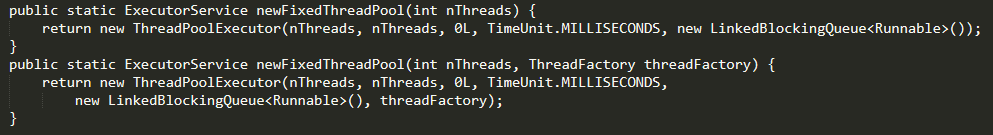 public static ExecutorService newFixedThreadPool(int nThreads) {
    return new ThreadPoolExecutor(nThreads, nThreads, 0L, TimeUnit.MILLISECONDS, new LinkedBlockingQueue<Runnable>());
}
public static ExecutorService newFixedThreadPool(int nThreads, ThreadFactory threadFactory) {
    return new ThreadPoolExecutor(nThreads, nThreads, 0L, TimeUnit.MILLISECONDS,
        new LinkedBlockingQueue<Runnable>(), threadFactory);
}